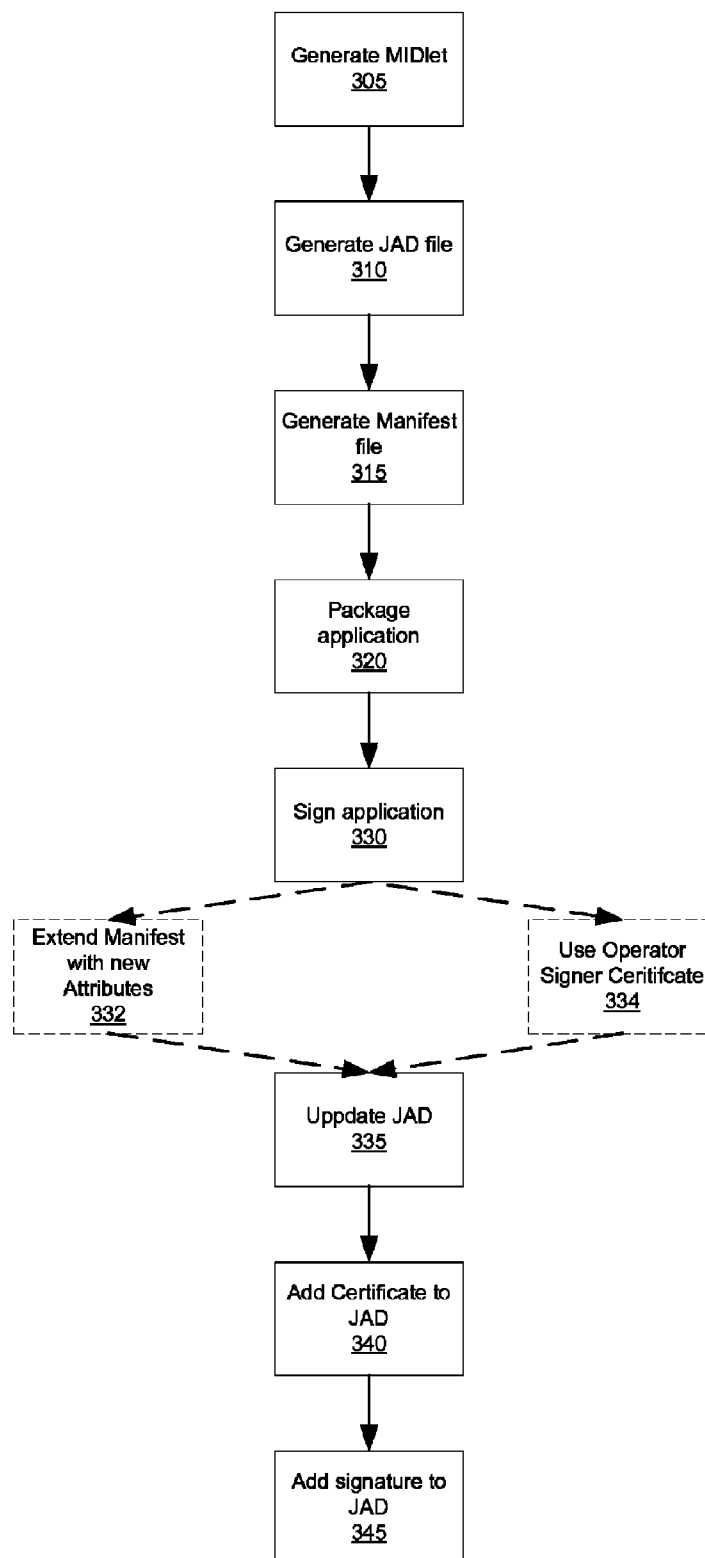 Generate MIDlet
305
Generate JAD file
310
Generate Manifest
file
315
Package
application
320
Sign application
330
Extend Manifest
with new
Attributes
332
Use Operator
Signer Ceritifcate
334
Uppdate JAD
335
Add Certificate to
JAD
340
Add signature to
JAD
345